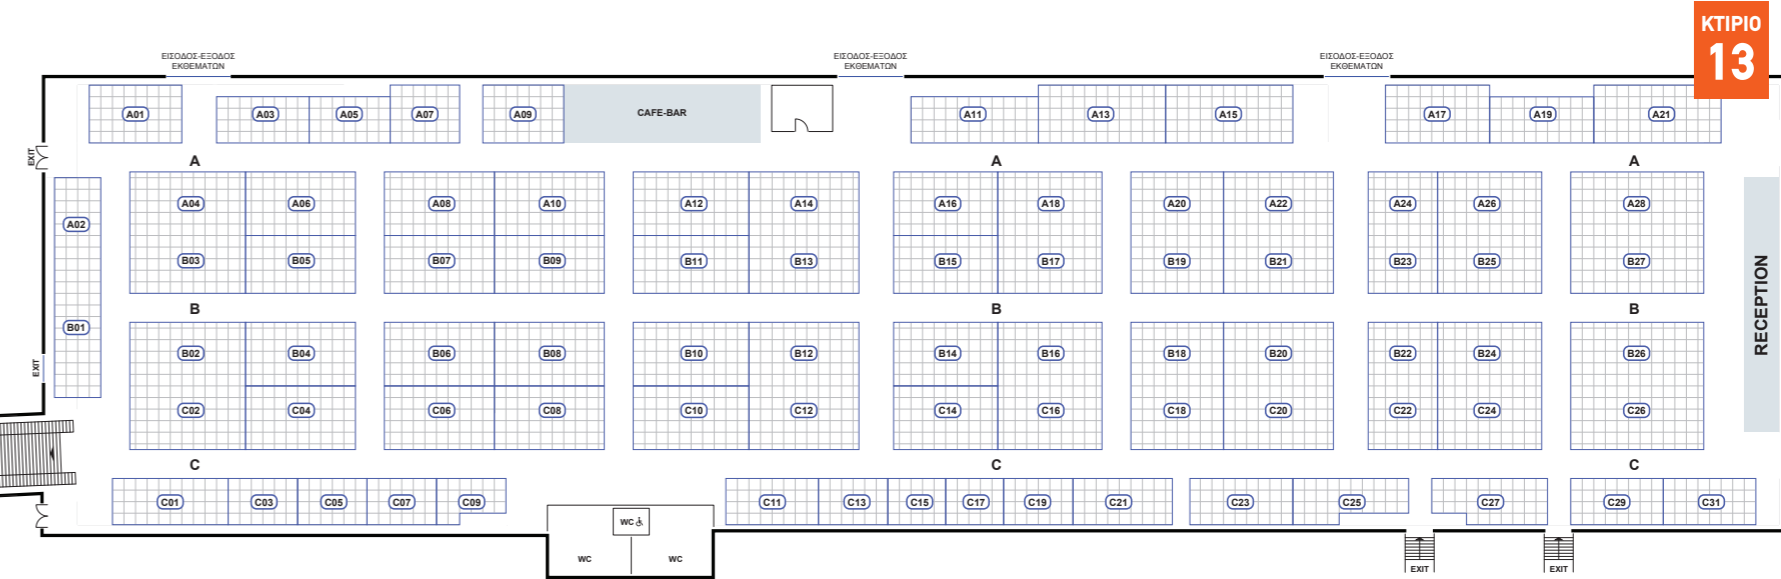 ΚΤΙΡΙΟ
13
ΕΙΣΟΔΟΣ-ΕΞΟΔΟΣ
ΕΚΘΕΜΑΤΩΝ
ΕΙΣΟΔΟΣ-ΕΞΟΔΟΣ
ΕΚΘΕΜΑΤΩΝ
ΕΙΣΟΔΟΣ-ΕΞΟΔΟΣ
ΕΚΘΕΜΑΤΩΝ
A01 A03 A05 A07 A09 CAFE-BAR A11 A13 A15 A17 A19 A21
EXIT
A A A
A02 A04 A06 A08 A10 A12 A14 A16 A18 A20 A22 A24 A26 A28
B03 B05 B07 B09 B11 B13 B15 B17 B19 B21 B23 B25 B27
RECEPTION
B B B
B01
EXIT
B02 B04 B06 B08 B10 B12 B14 B16 B18 B20 B22 B24 B26
C02 C04 C06 C08 C10 C12 C14 C16 C18 C20 C22 C24 C26
C C C
C01 C03 C05 C07 C09 C11 C13 C15 C17 C19 C21 C23 C25 C27 C29 C31
WC
WC WC
EXIT EXIT